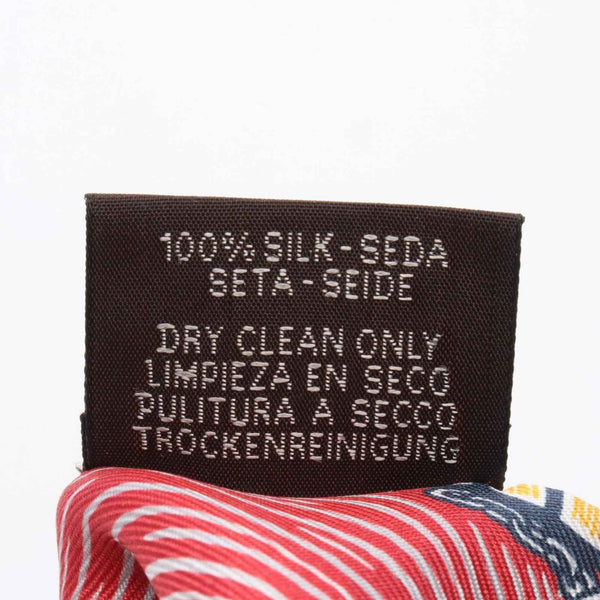 100% SILK-SEDA
SETA-SEIDE
DRY CLEAN ONLY
LIMPIEZA EN SECO
PULITURA A SECCO
TROCKENREINIGUNG